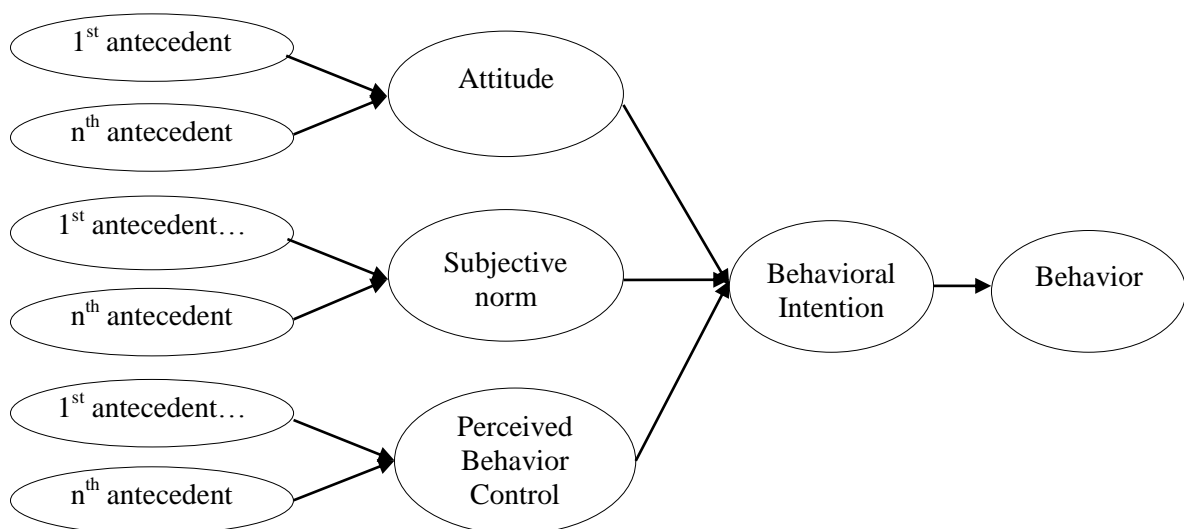 1st antecedent
nth antecedent
Attitude
1st antecedent…
nth antecedent
Subjective
norm
1st antecedent…
nth antecedent
Perceived
Behavior
Control
Behavioral
Intention
Behavior